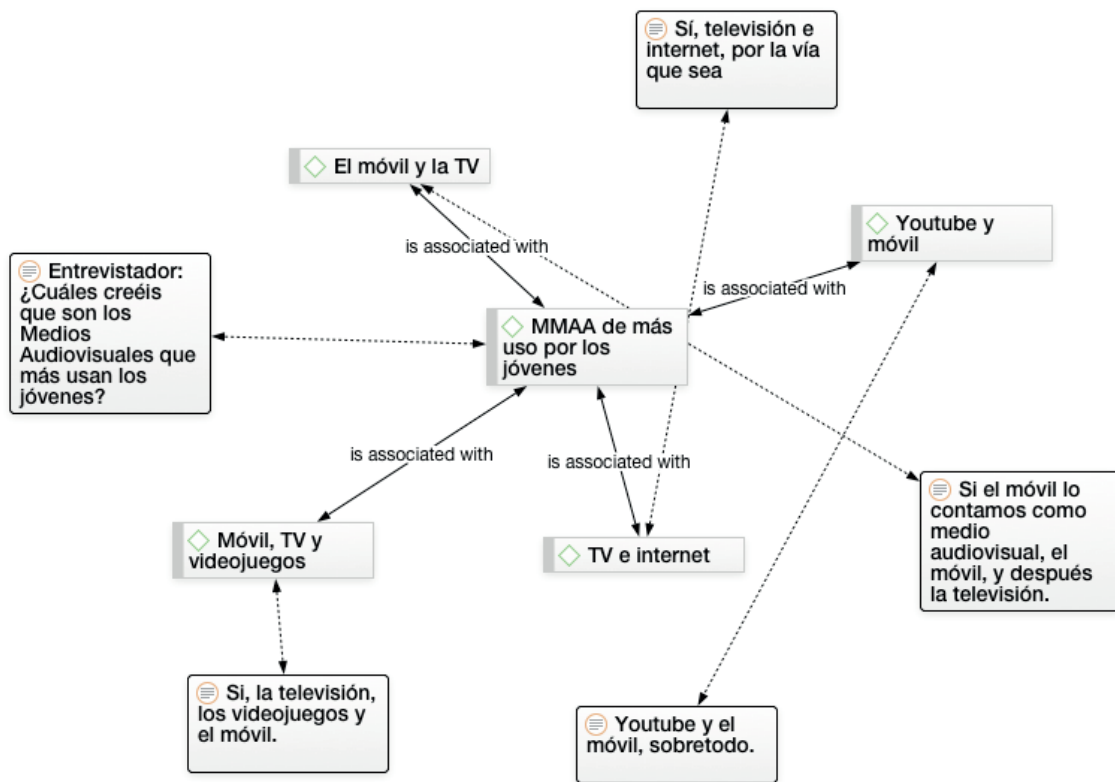 Sí, televisión e
internet, por la vía
que sea
El móvil y la TV
is associated with
Youtube y
móvil
is associated with
Entrevistador:
¿Cuáles creéis
que son los
Medios
Audiovisuales que
más usan los
jóvenes?
MMAA de más
uso por los
jóvenes
is associated with
is associated with
Si el móvil lo
contamos como
medio
audiovisual, el
móvil, y después
la televisión.
Móvil, TV y
videojuegos
TV e internet
Si, la televisión,
los videojuegos y
el móvil.
Youtube y el
móvil, sobretodo.